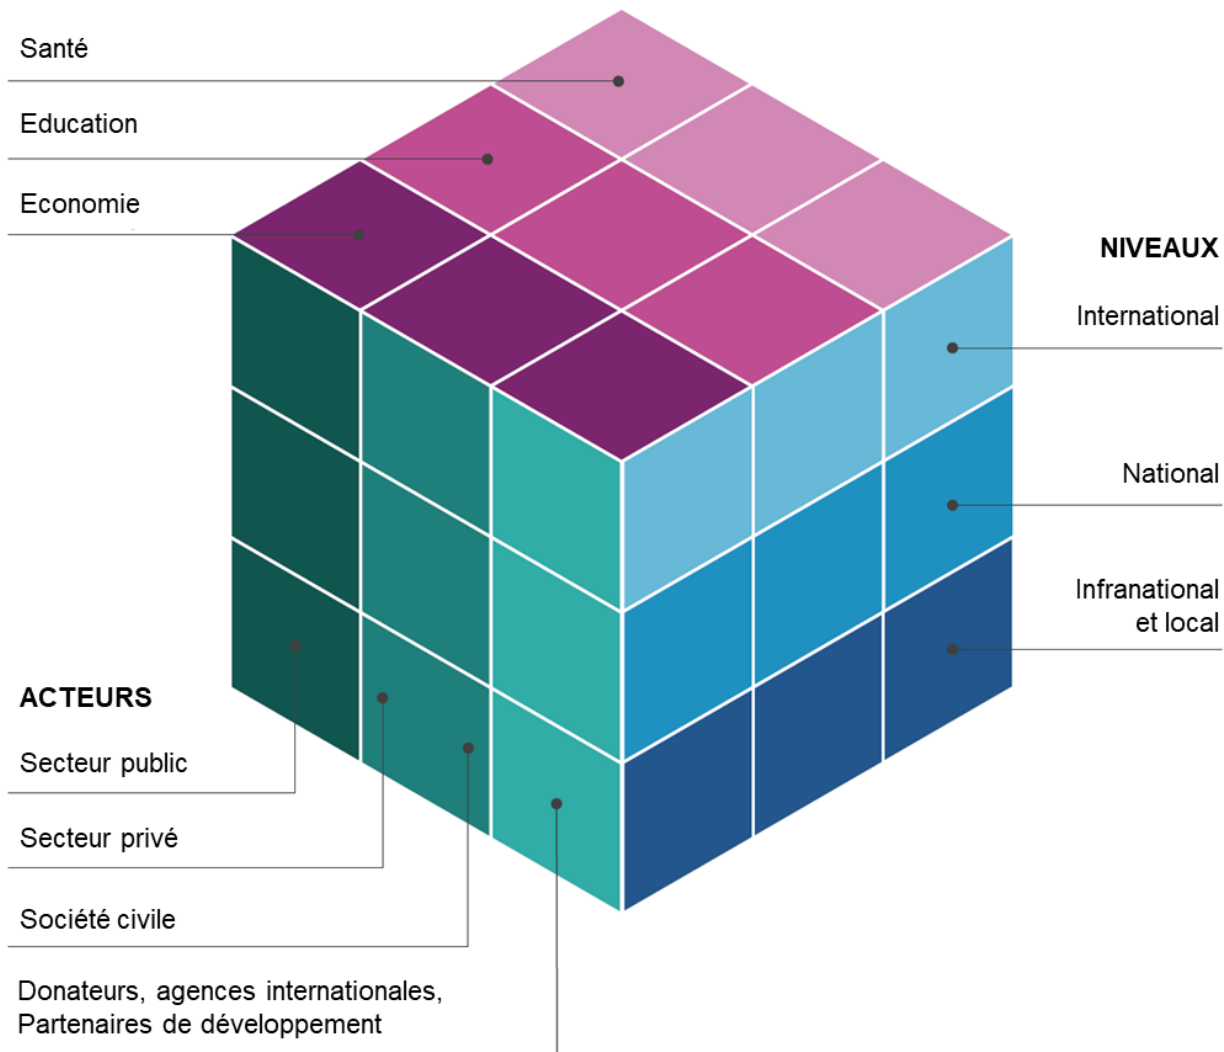 Santé
Education
Economie
NIVEAUX
International
National
Infranational
et local
ACTEURS
Secteur public
Secteur privé
Société civile
Donateurs, agences internationales,
Partenaires de développement